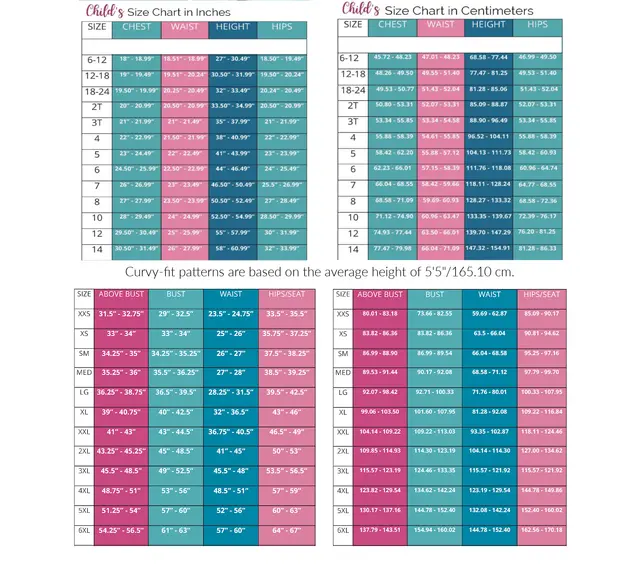 Child's Size Chart in Inches
SIZE CHEST WAIST HEIGHT HIPS
6-12 18" - 18.99" 18.51" - 18.99" 27" - 30.49" 18.50" - 19.49"
12-18 19" - 19.49" 19.51" - 20.24" 30.50" - 31.99" 19.50" - 20.24"
18-24 19.50" - 19.99" 20.25" - 20.49" 32" - 33.49" 20.24" - 20.49"
2T 20" - 20.99" 20.50" - 20.99" 33.50" - 34.99" 20.50" - 20.99"
3T 21" - 21.99" 21" - 21.49" 35" - 37.99" 21" - 21.99"
4 22" - 22.99" 21.50" - 21.99" 38" - 40.99" 22" - 22.99"
5 23" - 24.49" 22" - 22.49" 41" - 43.99" 23" - 23.99"
6 24.50" - 25.99" 22.50" - 22.99" 44" - 46.49" 24" - 25.49"
7 26" - 26.99" 23" - 23.49" 46.50" - 50.49" 25.5" - 26.99"
8 27" - 27.99" 23.50" - 23.99" 50.50" - 52.49" 27" - 28.49"
10 28" - 29.49" 24" - 24.99" 52.50" - 54.99" 28.50" - 29.99"
12 29.50" - 30.49" 25" - 25.99" 55" - 57.99" 30" - 31.99"
14 30.50" - 31.49" 26" - 27.99" 58" - 60.99" 32" - 33.99"
Child's Size Chart in Centimeters
SIZE CHEST WAIST HEIGHT HIPS
6-12 45.72 - 48.23 47.01 - 48.23 68.58 - 77.44 46.99 - 49.50
12-18 48.26 - 49.50 49.55 - 51.40 77.47 - 81.25 49.53 - 51.40
18-24 49.53 - 50.77 51.43 - 52.04 81.28 - 85.06 51.43 - 52.04
2T 50.80 - 53.31 52.07 - 53.31 85.09 - 88.87 52.07 - 53.31
3T 53.34 - 55.85 53.34 - 54.58 88.90 - 96.49 53.34 - 55.85
4 55.88 - 58.39 54.61 - 55.85 96.52 - 104.11 55.88 - 58.39
5 58.42 - 62.20 55.88 - 57.12 104.13 - 111.73 58.42 - 60.93
6 62.23 - 66.01 57.15 - 58.39 111.76 - 118.08 60.96 - 64.74
7 66.04 - 68.55 58.42 - 59.66 118.11 - 128.24 64.77 - 68.55
8 68.58 - 71.09 59.69 - 60.93 128.27 - 133.32 68.58 - 72.36
10 71.12 - 74.90 60.96 - 63.47 133.35 - 139.67 72.39 - 76.17
12 74.93 - 77.44 63.50 - 66.01 139.70 - 147.29 76.20 - 81.25
14 77.47 - 79.98 66.04 - 71.09 147.32 - 154.91 81.28 - 86.33
Curvy-fit patterns are based on the average height of 5'5"/165.10 cm.
SIZE ABOVE BUST BUST WAIST HIPS/SEAT
XXS 31.5" - 32.75" 29" - 32.5" 23.5" - 24.75" 33.5" - 35.5"
XS 33" - 34" 33" - 34" 25" - 26" 35.75" - 37.25"
SM 34.25" - 35" 34.25" - 35.25" 26" - 27" 37.5" - 38.25"
MED 35.25" - 36" 35.5" - 36.25" 27" - 28" 38.5" - 39.25"
LG 36.25" - 38.75" 36.5" - 39.5" 28.25" - 31.5" 39.5" - 42.5"
XL 39" - 40.75" 40" - 42.5" 32" - 36.5" 43" - 46"
XXL 41" - 43" 43" - 44.5" 36.75" - 40.5" 46.5" - 49"
2XL 43.25" - 45.25" 45" - 48.5" 41" - 45" 50" - 53"
3XL 45.5" - 48.5" 49" - 52.5" 45.5" - 48" 53.5" - 56.5"
4XL 48.75" - 51" 53" - 56" 48.5" - 51" 57" - 59"
5XL 51.25" - 54" 57" - 60" 52" - 56" 60" - 63"
6XL 54.25" - 56.5" 61" - 63" 57" - 60" 64" - 67"
SIZE ABOVE BUST BUST WAIST HIPS/SEAT
XXS 80.01 - 83.18 73.66 - 82.55 59.69 - 62.87 85.09 - 90.17
XS 83.82 - 86.26 83.82 - 86.36 63.5 - 66.04 90.81 - 94.62
SM 86.99 - 88.90 86.99 - 89.54 66.04 - 68.58 95.25 - 97.16
MED 89.53 - 91.44 90.17 - 92.08 68.58 - 71.12 97.79 - 99.70
LG 92.07 - 98.42 92.71 - 100.33 71.76 - 80.01 100.33 - 107.95
XL 99.06 - 103.50 101.60 - 107.95 81.28 - 92.08 109.22 - 116.84
XXL 104.14 - 109.22 109.22 - 113.03 93.35 - 102.87 118.11 - 124.46
2XL 109.85 - 114.93 114.30 - 123.19 104.14 - 114.30 127.00 - 134.62
3XL 115.57 - 123.19 124.46 - 133.35 115.57 - 121.92 115.57 - 121.92
4XL 123.82 - 129.54 134.62 - 142.24 123.19 - 129.54 144.78 - 149.86
5XL 130.17 - 137.16 144.78 - 152.40 132.08 - 142.24 152.40 - 160.02
6XL 137.79 - 143.51 154.94 - 160.02 144.78 - 152.40 162.56 - 170.18